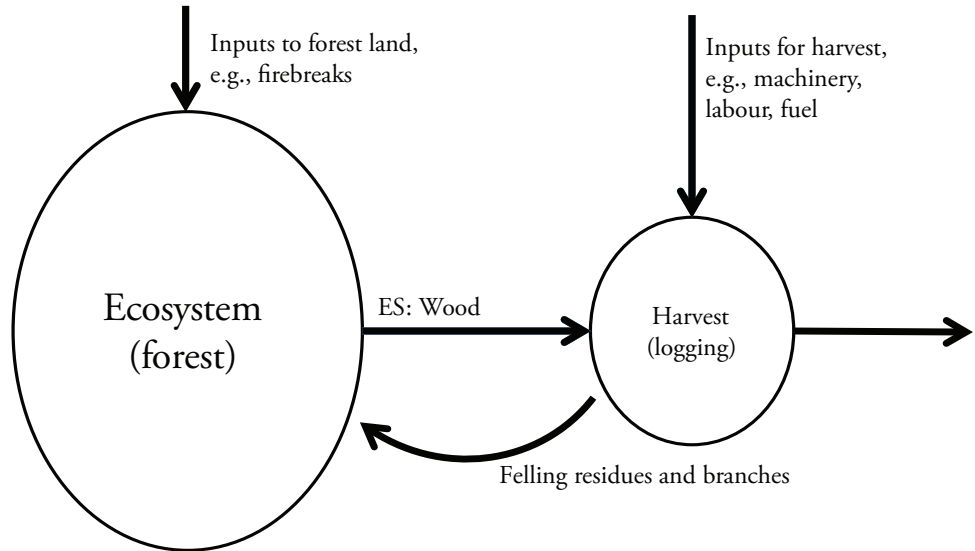 Inputs to forest land,
e.g., firebreaks
Inputs for harvest,
e.g., machinery,
labour, fuel
Ecosystem
(forest)
ES: Wood
Harvest
(logging)
Felling residues and branches